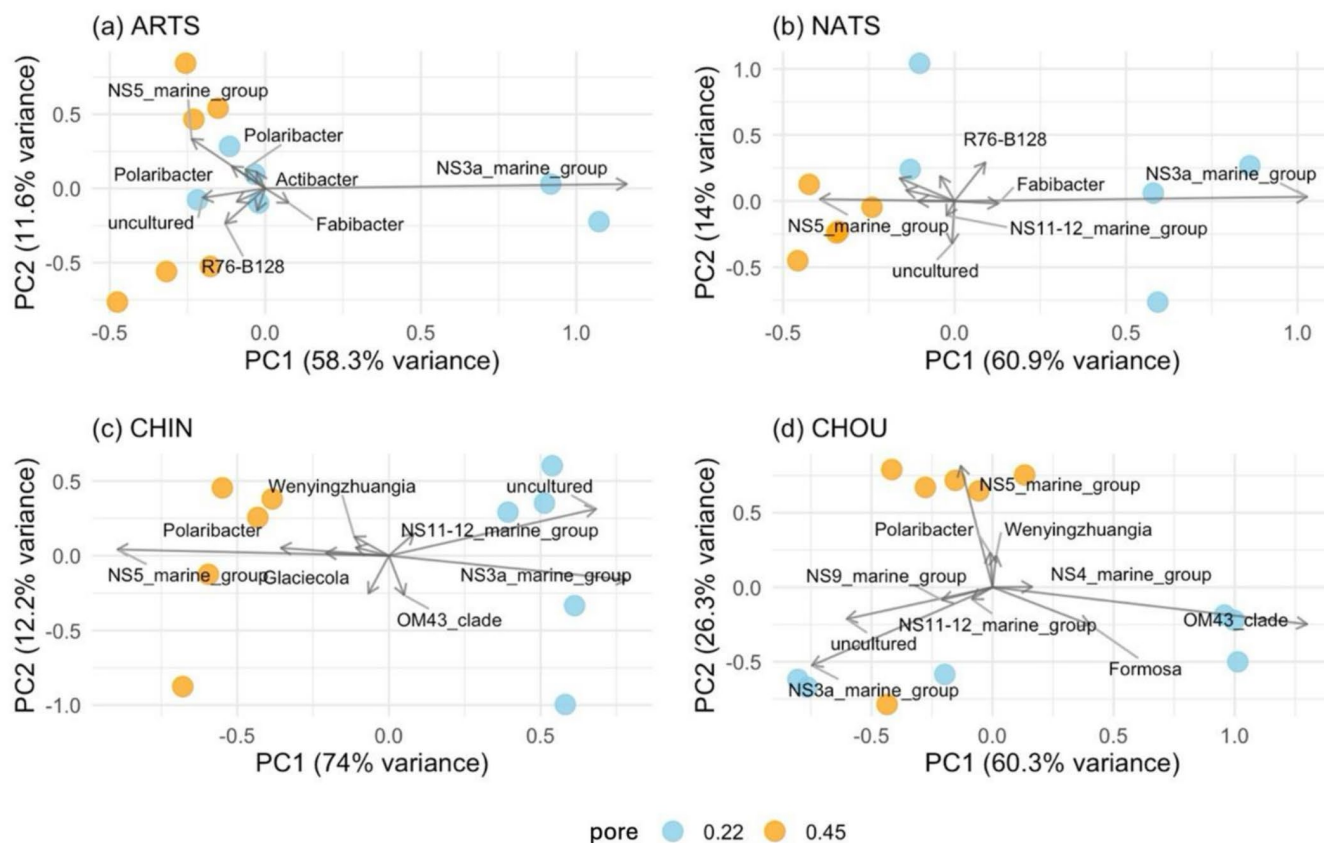 (a) ARTS
NS5_marine_group
Polaribacter
Polaribacter
Actibacter
NS3a_marine_group
uncultured
Fabibacter
R76-B128
0.5
0.0
-0.5
PC2 (11.6% variance)
-0.5
0.0
0.5
1.0
PC1 (58.3% variance)
(b) NATS
R76-B128
NS3a_marine_group
Fabibacter
NS5_marine_group
NS11-12_marine_group
uncultured
1.0
0.5
0.0
-0.5
PC2 (14% variance)
-0.5
0.0
0.5
1.0
PC1 (60.9% variance)
(c) CHIN
Wenyingzhuangia
uncultured
Polaribacter
NS11-12_marine_group
NS5_marine_group
Glaciecola
NS3a_marine_group
OM43_clade
0.5
0.0
-0.5
-1.0
PC2 (12.2% variance)
-0.5
0.0
0.5
PC1 (74% variance)
(d) CHOU
NS5_marine_group
Polaribacter
Wenyingzhuangia
NS9_marine_group
NS4_marine_group
NS11-12_marine_group
OM43_clade
uncultured
Formosa
NS3a_marine_group
0.5
0.0
-0.5
PC2 (26.3% variance)
-0.5
0.0
0.5
1.0
PC1 (60.3% variance)
pore 0.22 0.45